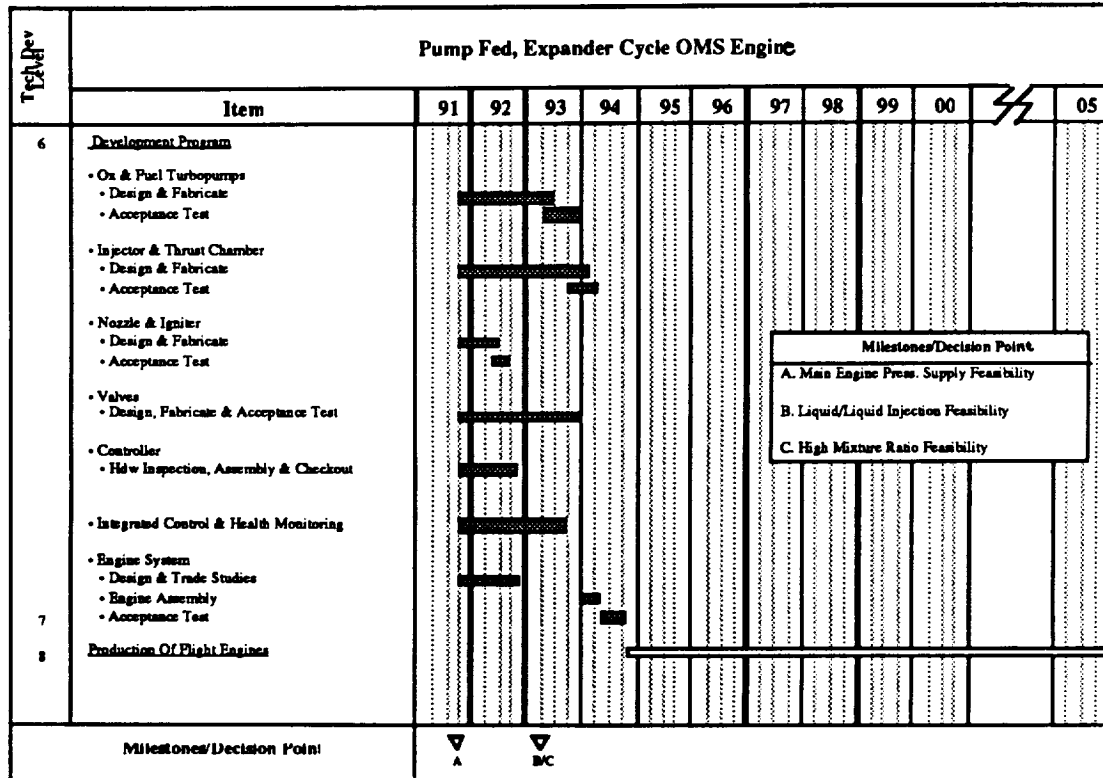 Pump Fed, Expander Cycle OMS Engine
Tech Dev
Level
Item
91 92 93 94 95 96 97 98 99 00 05
6 Development Program
• Ox & Fuel Turbopumps
• Design & Fabricate
• Acceptance Test
• Injector & Thrust Chamber
• Design & Fabricate
• Acceptance Test
• Nozzle & Igniter
• Design & Fabricate
• Acceptance Test
• Valves
• Design, Fabricate & Acceptance Test
• Controller
• Hdw Inspection, Assembly & Checkout
• Integrated Control & Health Monitoring
• Engine System
• Design & Trade Studies
• Engine Assembly
7 • Acceptance Test
8 Production Of Flight Engines
Milestones/Decision Point
A. Main Engine Press. Supply Feasibility
B. Liquid/Liquid Injection Feasibility
C. High Mixture Ratio Feasibility
Milestones/Decision Point
A B/C